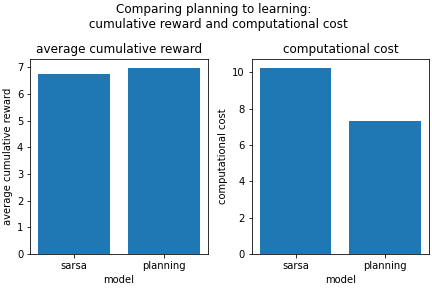 Comparing planning to learning:
cumulative reward and computational cost
average cumulative reward
average cumulative reward
7
6
5
4
3
2
1
0
sarsa planning
model
computational cost
computational cost
10
8
6
4
2
0
sarsa planning
model